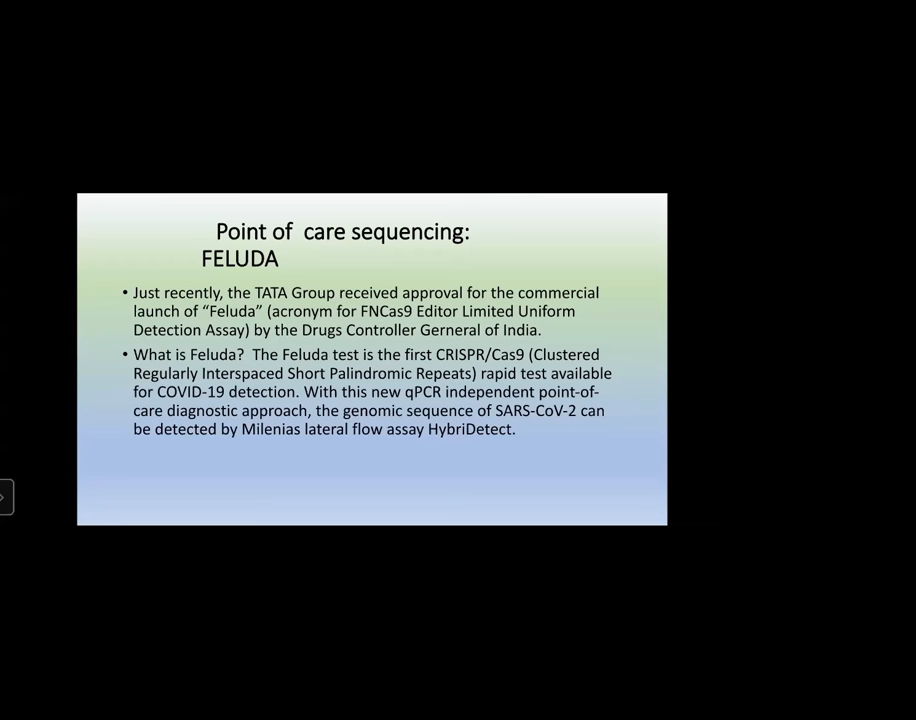 Point of  care sequencing:
FELUDA
• Just recently, the TATA Group received approval for the commercial
launch of “Feluda” (acronym for FNCas9 Editor Limited Uniform
Detection Assay) by the Drugs Controller Gerneral of India.
• What is Feluda?  The Feluda test is the first CRISPR/Cas9 (Clustered
Regularly Interspaced Short Palindromic Repeats) rapid test available
for COVID-19 detection. With this new qPCR independent point-of-
care diagnostic approach, the genomic sequence of SARS-CoV-2 can
be detected by Milenias lateral flow assay HybriDetect.